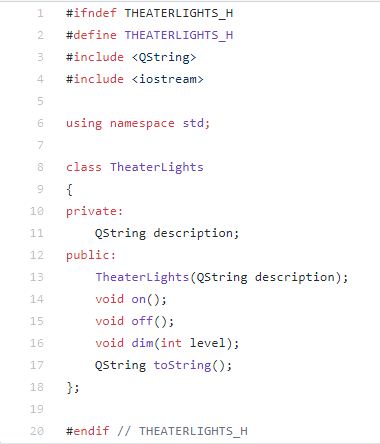 1 #ifndef THEATERLIGHTS_H
2 #define THEATERLIGHTS_H
3 #include <QString>
4 #include <iostream>
5
6 using namespace std;
7
8 class TheaterLights
9 {
10 private:
11     QString description;
12 public:
13     TheaterLights(QString description);
14     void on();
15     void off();
16     void dim(int level);
17     QString toString();
18 };
19
20 #endif // THEATERLIGHTS_H